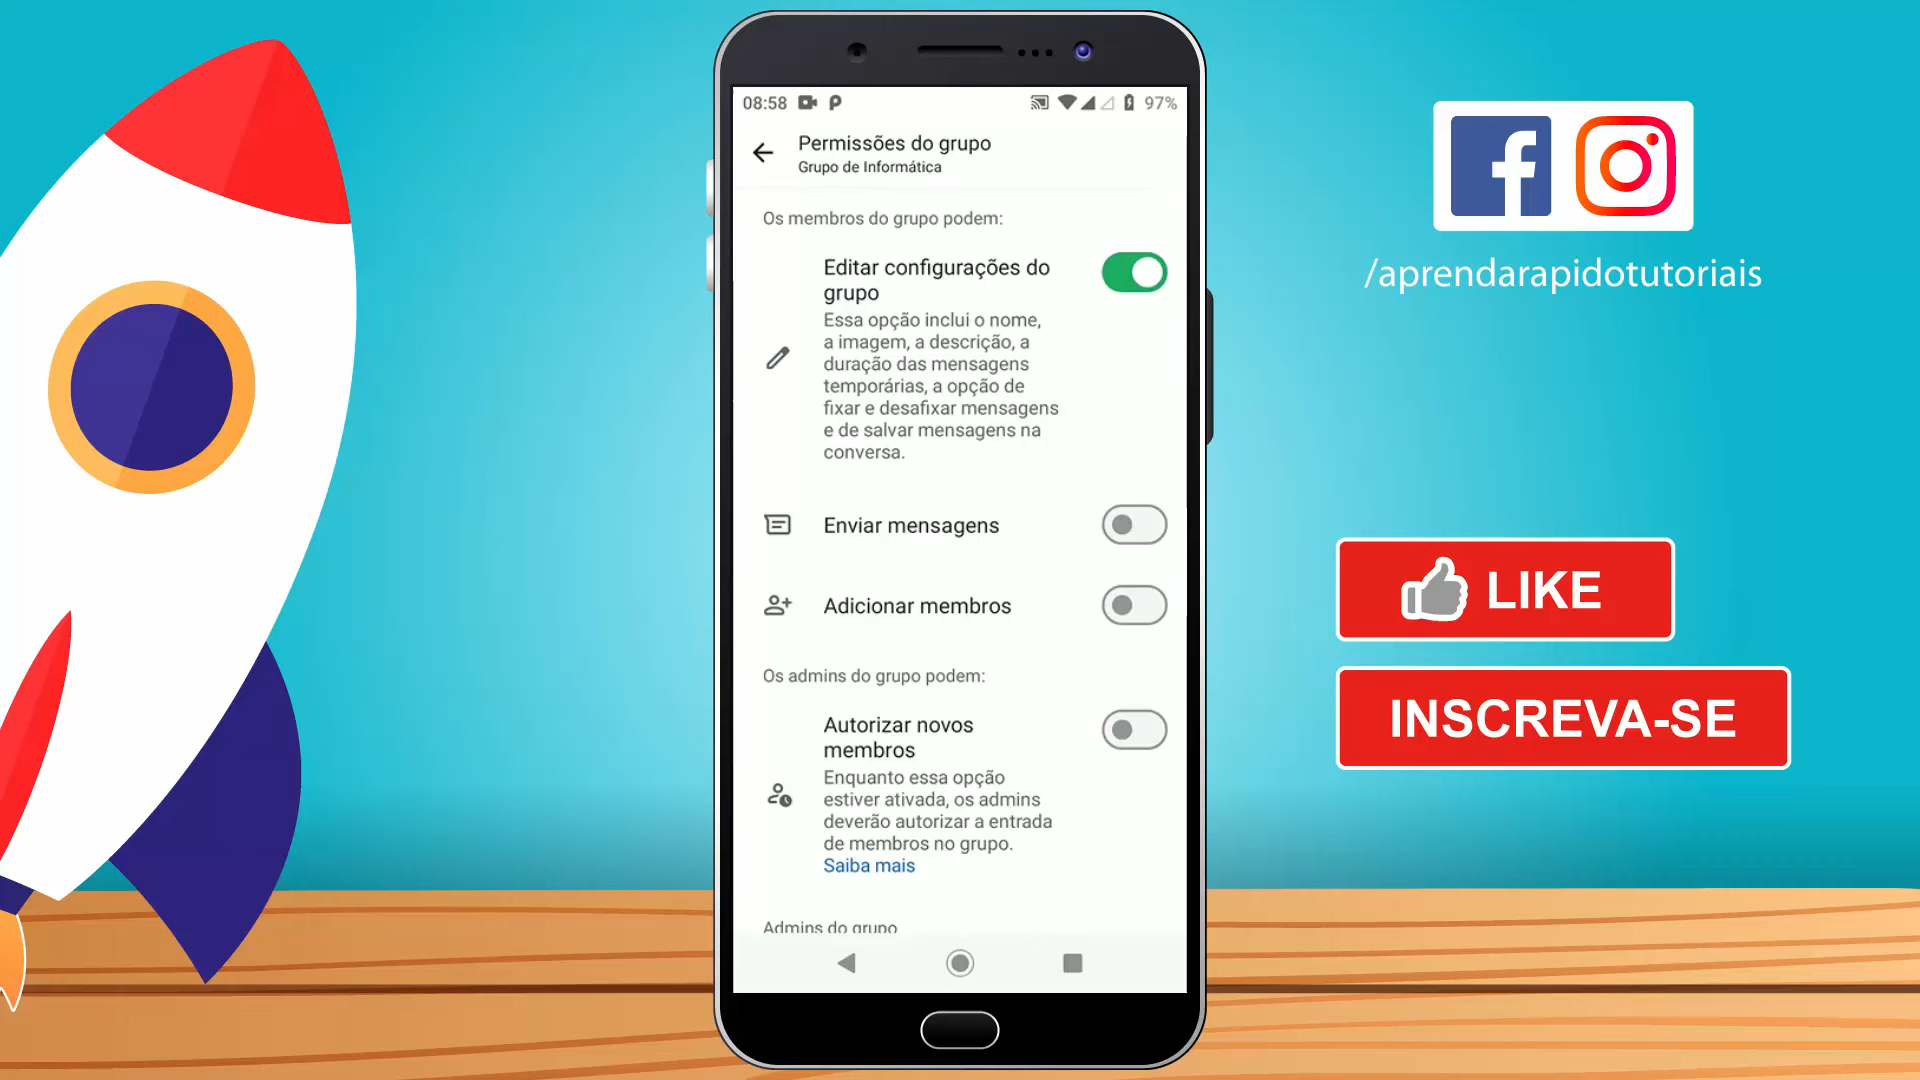 08:58
97%
Permissões do grupo
Grupo de Informática
Os membros do grupo podem:
Editar configurações do
grupo
Essa opção inclui o nome,
a imagem, a descrição, a
duração das mensagens
temporárias, a opção de
fixar e desafixar mensagens
e de salvar mensagens na
conversa.
Enviar mensagens
Adicionar membros
Os admins do grupo podem:
Autorizar novos
membros
Enquanto essa opção
estiver ativada, os admins
deverão autorizar a entrada
de membros no grupo.
Saiba mais
Admins do grupo
/aprendarapidotutoriais
LIKE
INSCREVA-SE